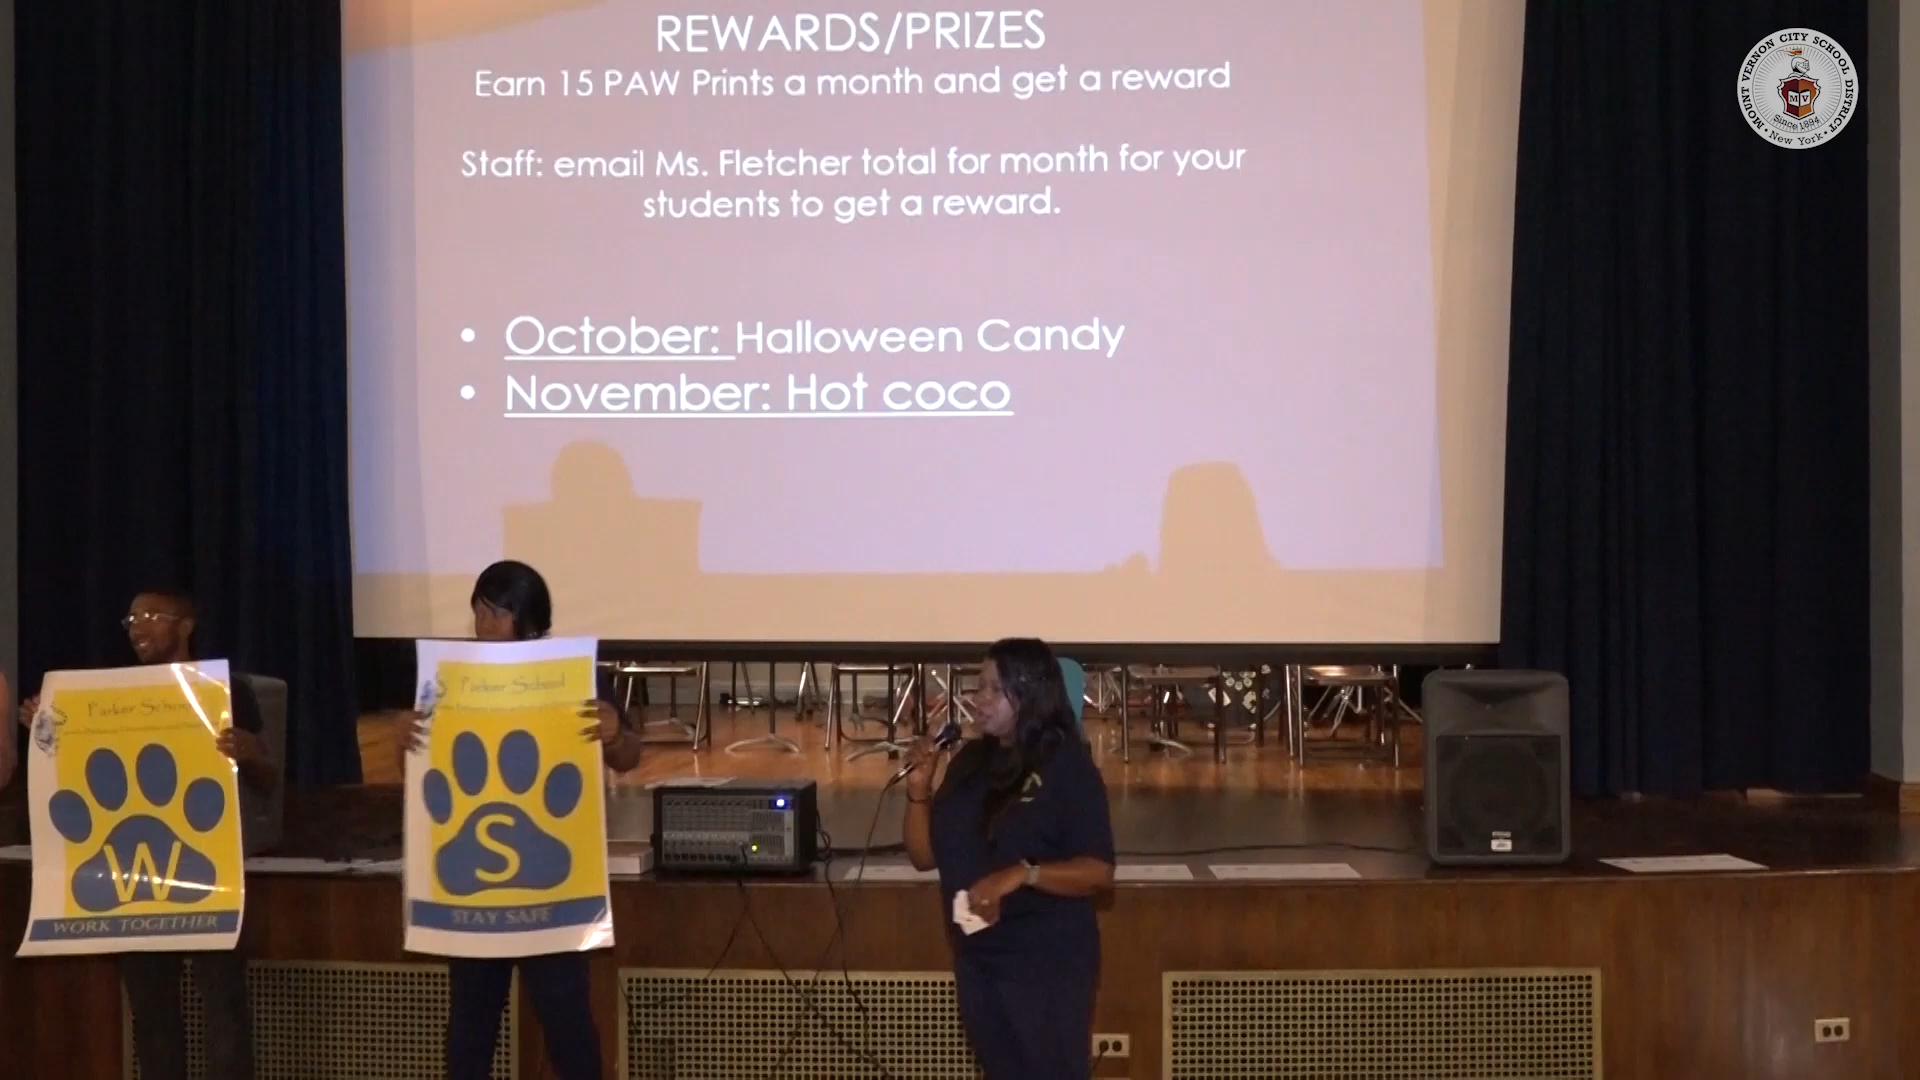 REWARDS/PRIZES
Earn 15 PAW Prints a month and get a reward
Staff: email Ms. Fletcher total for month for your
students to get a reward.
• October: Halloween Candy
• November: Hot coco
MOUNT VERNON CITY SCHOOL DISTRICT
MV
Since 1894
• New York •
Parker School
W
WORK TOGETHER
Parker School
S
STAY SAFE